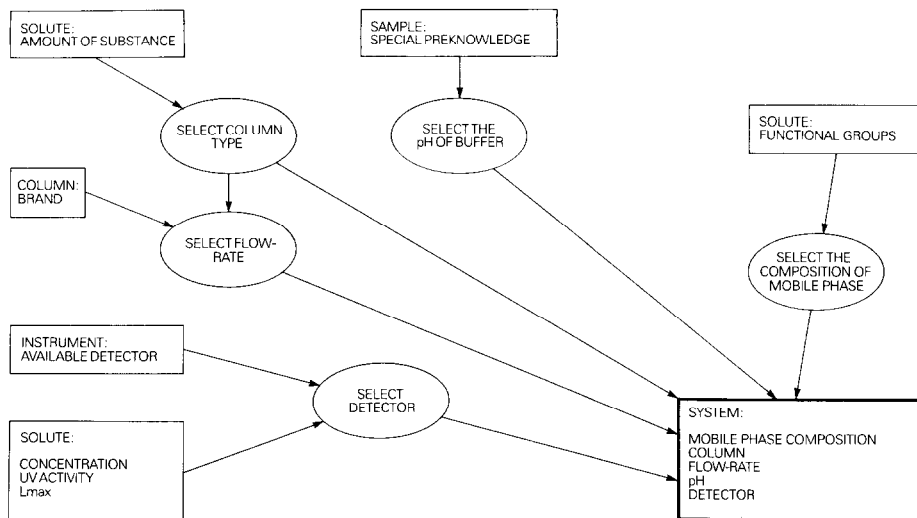 SOLUTE:
AMOUNT OF SUBSTANCE
SAMPLE:
SPECIAL PREKNOWLEDGE
SOLUTE:
FUNCTIONAL GROUPS
SELECT COLUMN
TYPE
SELECT THE
pH OF BUFFER
COLUMN:
BRAND
SELECT FLOW-
RATE
SELECT THE
COMPOSITION OF
MOBILE PHASE
INSTRUMENT:
AVAILABLE DETECTOR
SELECT
DETECTOR
SOLUTE:
CONCENTRATION
UV ACTIVITY
Lmax
SYSTEM:
MOBILE PHASE COMPOSITION
COLUMN
FLOW-RATE
pH
DETECTOR